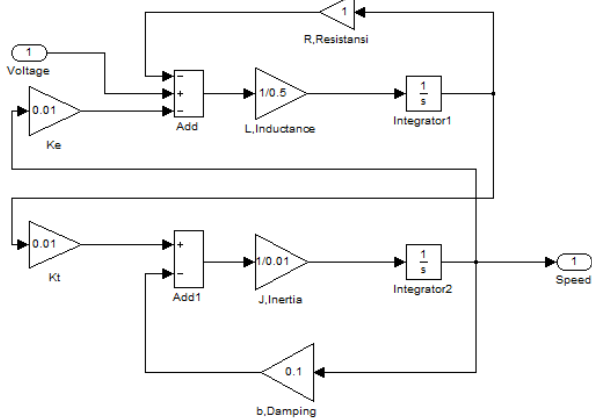 1
R,Resistansi
1
Voltage
−
+
−
Add
1/0.5
L,Inductance
1
s
Integrator1
0.01
Ke
0.01
Kt
+
−
Add1
1/0.01
J,Inertia
1
s
Integrator2
1
Speed
0.1
b,Damping